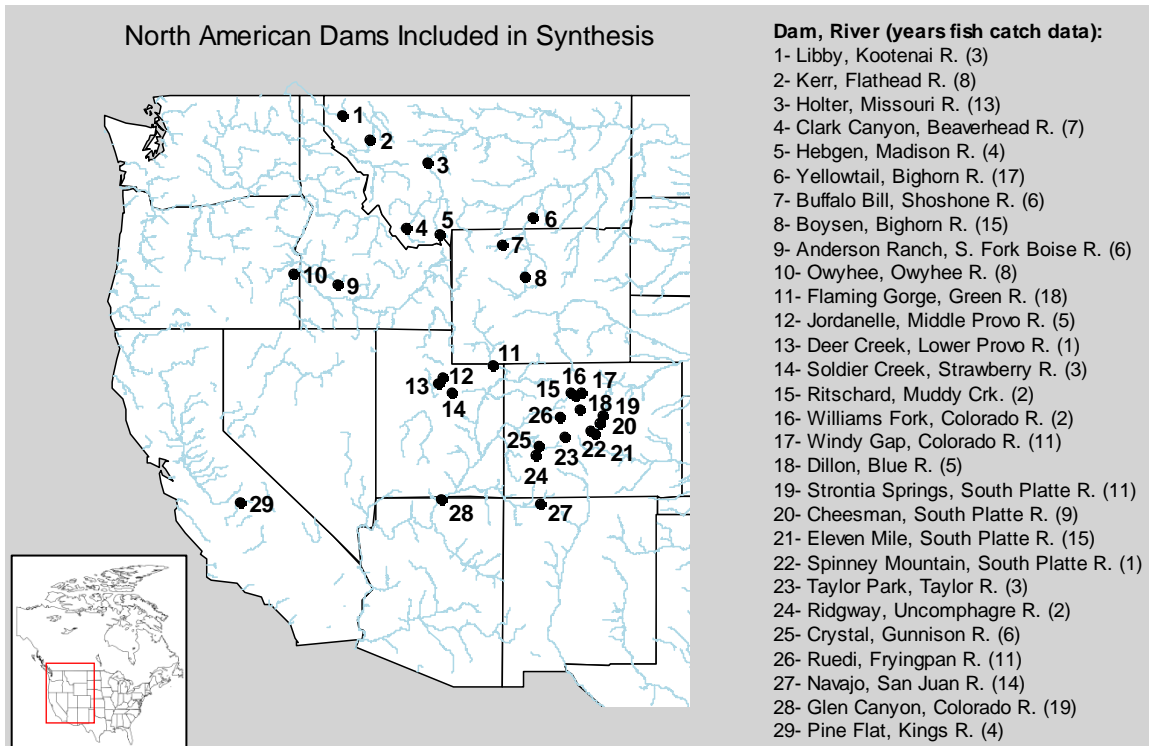 North American Dams Included in Synthesis
1
2
3
4
5
6
7
8
10
9
11
12
13
14
15
16
17
18
19
26
20
25
23
22
21
24
29
28
27
Dam, River (years fish catch data):
1- Libby, Kootenai R. (3)
2- Kerr, Flathead R. (8)
3- Holter, Missouri R. (13)
4- Clark Canyon, Beaverhead R. (7)
5- Hebgen, Madison R. (4)
6- Yellowtail, Bighorn R. (17)
7- Buffalo Bill, Shoshone R. (6)
8- Boysen, Bighorn R. (15)
9- Anderson Ranch, S. Fork Boise R. (6)
10- Owyhee, Owyhee R. (8)
11- Flaming Gorge, Green R. (18)
12- Jordanelle, Middle Provo R. (5)
13- Deer Creek, Lower Provo R. (1)
14- Soldier Creek, Strawberry R. (3)
15- Ritschard, Muddy Crk. (2)
16- Williams Fork, Colorado R. (2)
17- Windy Gap, Colorado R. (11)
18- Dillon, Blue R. (5)
19- Strontia Springs, South Platte R. (11)
20- Cheesman, South Platte R. (9)
21- Eleven Mile, South Platte R. (15)
22- Spinney Mountain, South Platte R. (1)
23- Taylor Park, Taylor R. (3)
24- Ridgway, Uncomphagre R. (2)
25- Crystal, Gunnison R. (6)
26- Ruedi, Fryingpan R. (11)
27- Navajo, San Juan R. (14)
28- Glen Canyon, Colorado R. (19)
29- Pine Flat, Kings R. (4)